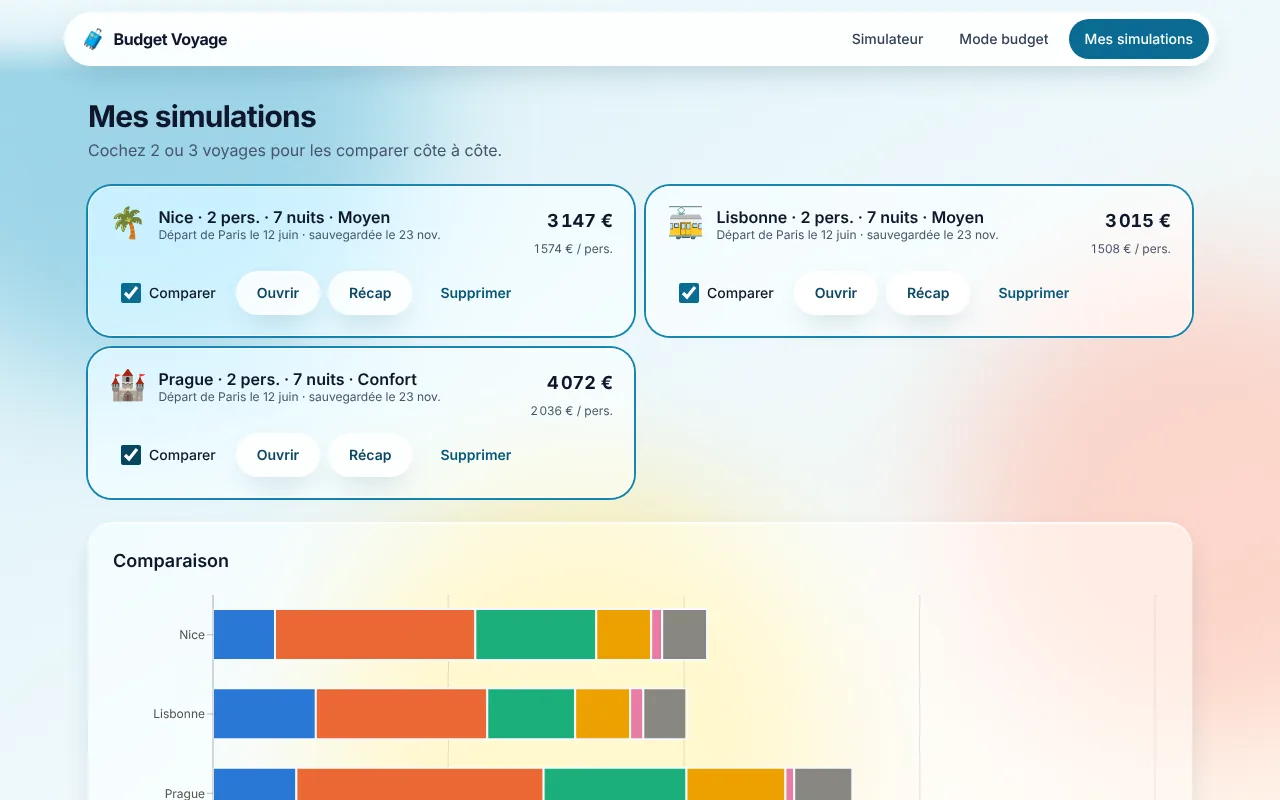 Budget Voyage
Simulateur
Mode budget
Mes simulations
Mes simulations
Cochez 2 ou 3 voyages pour les comparer côte à côte.
Nice · 2 pers. · 7 nuits · Moyen
3 147 €
Départ de Paris le 12 juin · sauvegardée le 23 nov.
1 574 € / pers.
Comparer
Ouvrir
Récap
Supprimer
Lisbonne · 2 pers. · 7 nuits · Moyen
3 015 €
Départ de Paris le 12 juin · sauvegardée le 23 nov.
1 508 € / pers.
Comparer
Ouvrir
Récap
Supprimer
Prague · 2 pers. · 7 nuits · Confort
4 072 €
Départ de Paris le 12 juin · sauvegardée le 23 nov.
2 036 € / pers.
Comparer
Ouvrir
Récap
Supprimer
Comparaison
Nice
Lisbonne
Prague